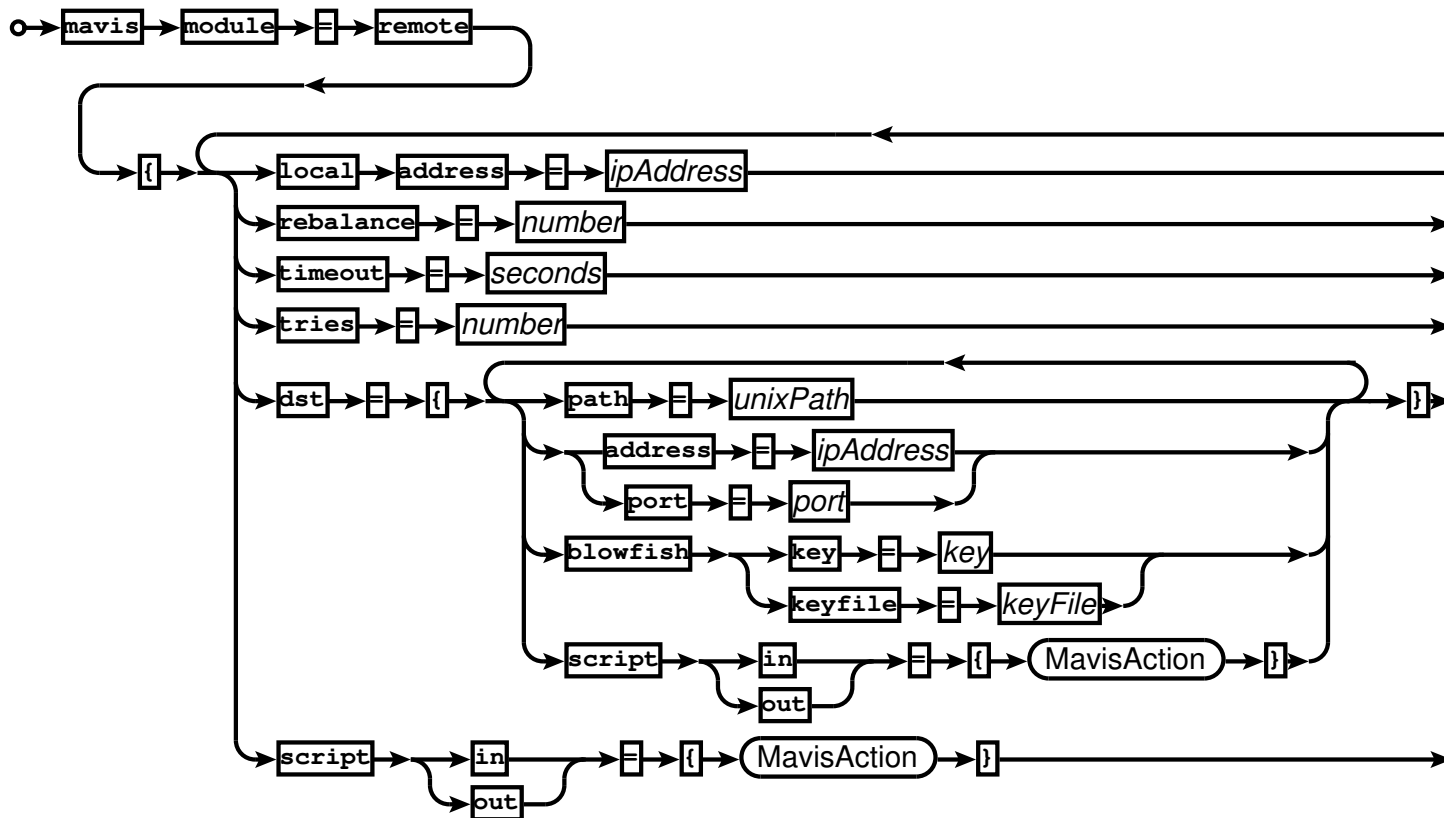 mavis module = remote
{ local address = ipAddress
rebalance = number
timeout = seconds
tries = number
dst = { path = unixPath }
address = ipAddress
port = port
blowfish key = key
keyfile = keyFile
script in = { MavisAction }
out
script in = { MavisAction }
out